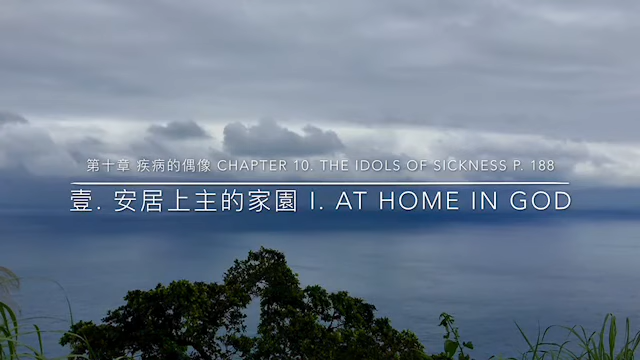 第十章 疾病的偶像 CHAPTER 10. THE IDOLS OF SICKNESS P. 188
壹. 安居上主的家園 I. AT HOME IN GOD